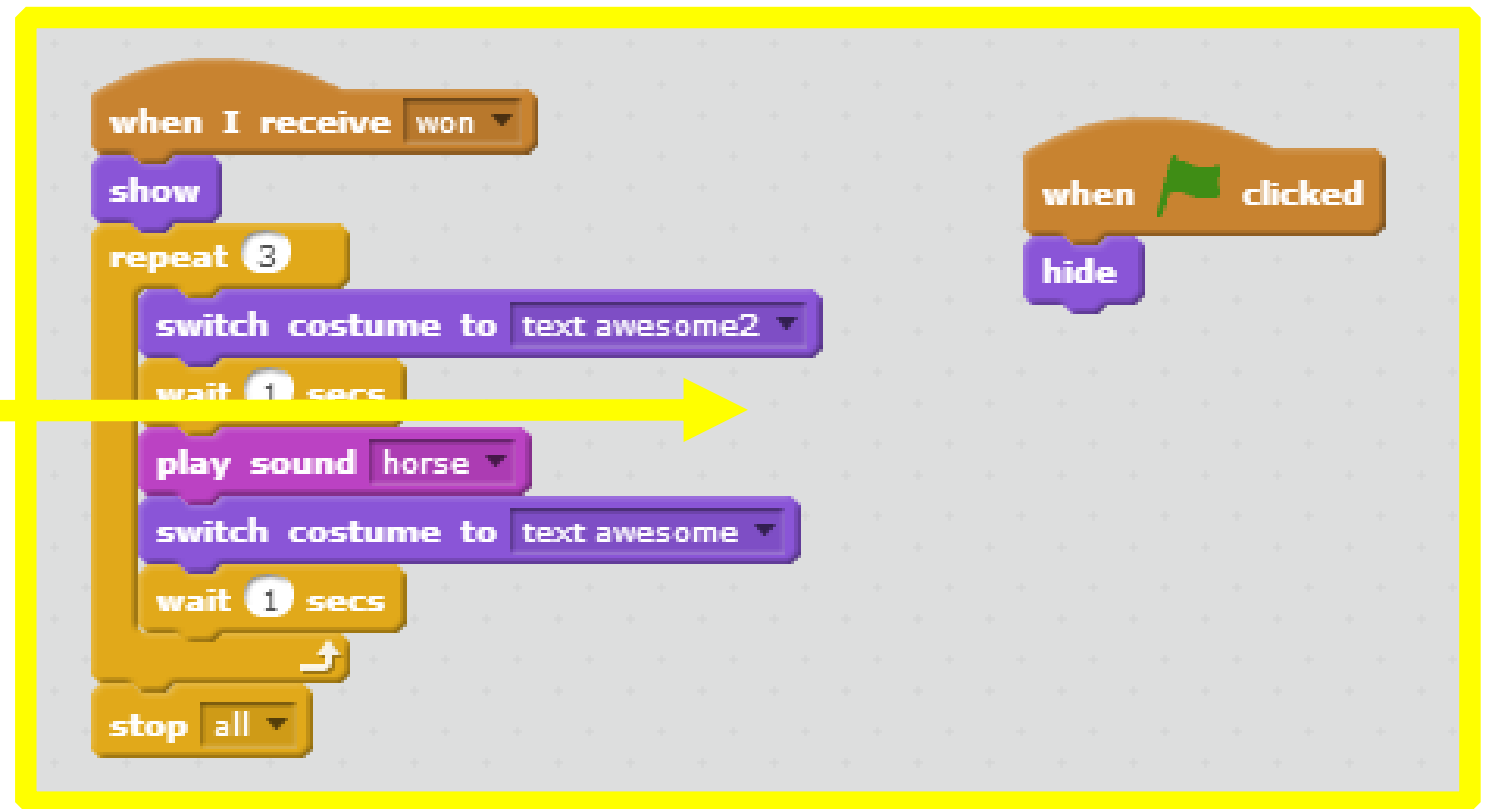 when I receive won
show
repeat 3
switch costume to text awesome2
wait 1 secs
play sound horse
switch costume to text awesome
wait 1 secs
stop all
when clicked
hide